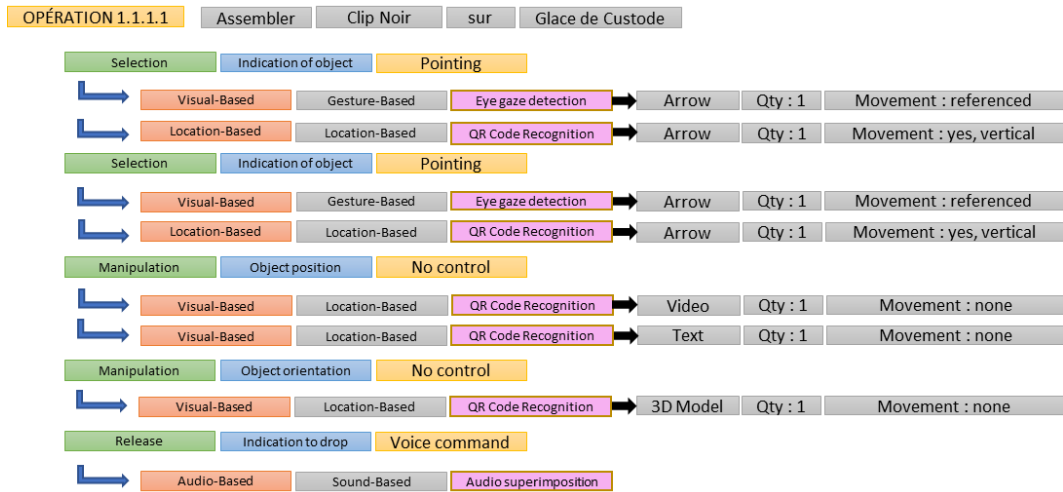 OPÉRATION 1.1.1.1 Assembler Clip Noir sur Glace de Custode
Selection Indication of object Pointing
Visual-Based Gesture-Based Eye gaze detection Arrow Qty : 1 Movement : referenced
Location-Based Location-Based QR Code Recognition Arrow Qty : 1 Movement : yes, vertical
Selection Indication of object Pointing
Visual-Based Gesture-Based Eye gaze detection Arrow Qty : 1 Movement : referenced
Location-Based Location-Based QR Code Recognition Arrow Qty : 1 Movement : yes, vertical
Manipulation Object position No control
Visual-Based Location-Based QR Code Recognition Video Qty : 1 Movement : none
Visual-Based Location-Based QR Code Recognition Text Qty : 1 Movement : none
Manipulation Object orientation No control
Visual-Based Location-Based QR Code Recognition 3D Model Qty : 1 Movement : none
Release Indication to drop Voice command
Audio-Based Sound-Based Audio superimposition